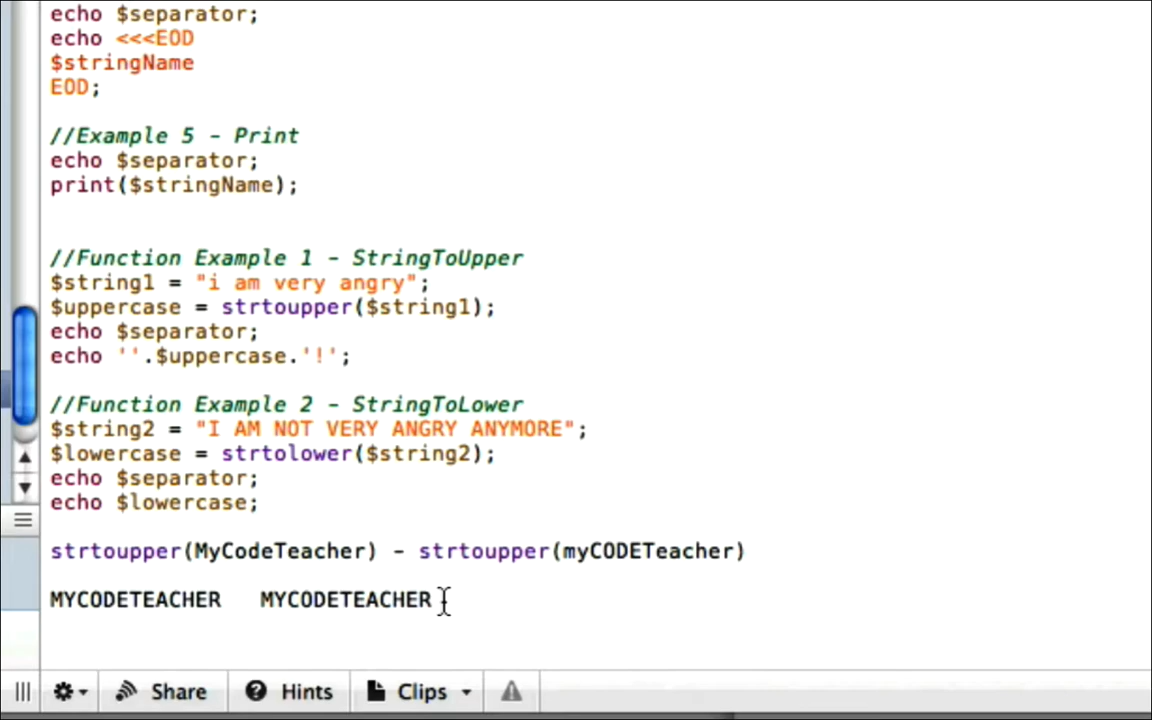 echo $separator;
echo <<<EOD
$stringName
EOD;
//Example 5 - Print
echo $separator;
print($stringName);
//Function Example 1 - StringToUpper
$string1 = "i am very angry";
$uppercase = strtoupper($string1);
echo $separator;
echo ''.$uppercase.'!';
//Function Example 2 - StringToLower
$string2 = "I AM NOT VERY ANGRY ANYMORE";
$lowercase = strtolower($string2);
echo $separator;
echo $lowercase;
strtoupper(MyCodeTeacher) - strtoupper(myCODETeacher)
MYCODETEACHER   MYCODETEACHER
Share Hints Clips